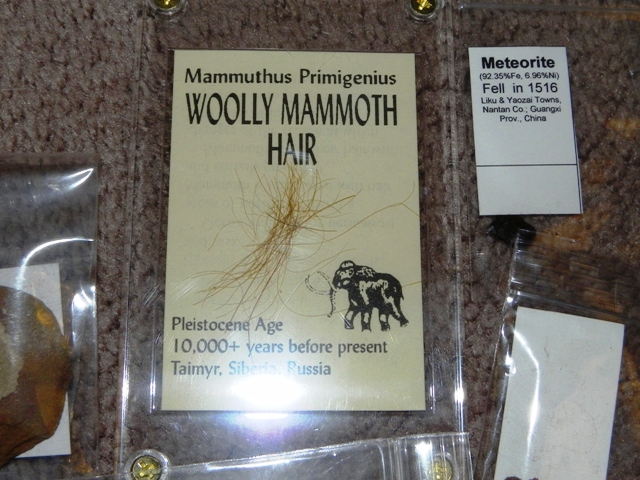 Mammuthus Primigenius
WOOLLY MAMMOTH
HAIR
Pleistocene Age
10,000+ years before present
Taimyr, Siberia, Russia
Meteorite
(92.35%Fe, 6.96%Ni)
Fell in 1516
Liku & Yaozai Towns,
Nantan Co., Guangxi
Prov., China